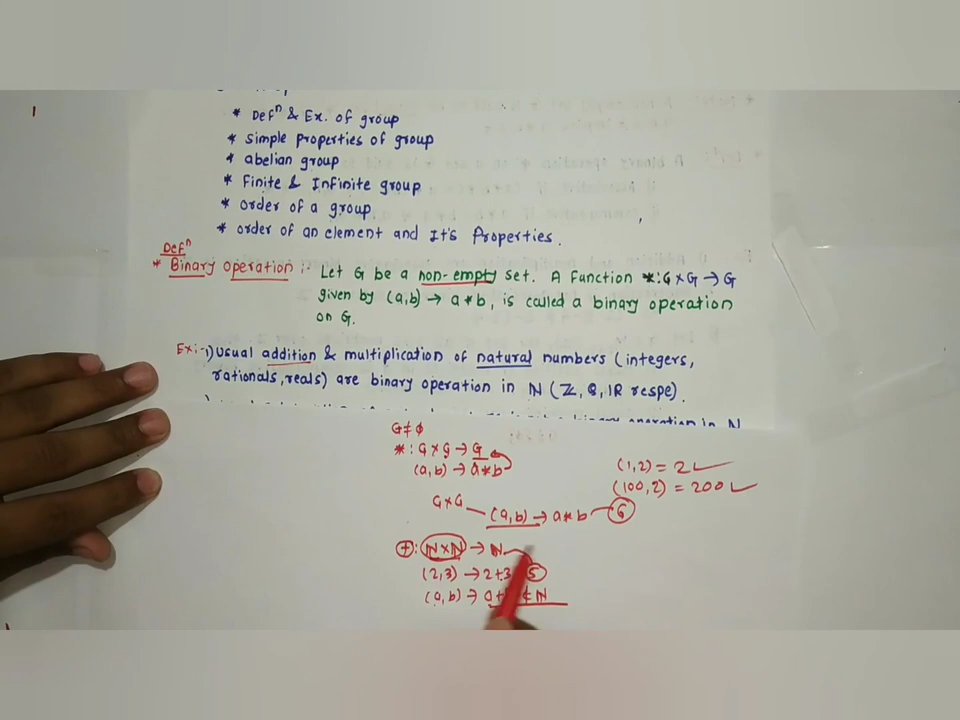 * Defⁿ & Ex. of group
* simple properties of group
* abelian group
* Finite & Infinite group
* order of a group
* order of an element and It's Properties.
Defⁿ
* Binary operation :- Let G be a non-empty set. A function *: G×G → G
given by (a,b) → a*b, is called a binary operation
on G.
Ex:- 1) Usual addition & multiplication of natural numbers (integers,
rationals, reals) are binary operation in ℕ (ℤ, Q, ℝ respe).
G≠ϕ
*: G×G → G
(a,b) → a*b
(1,2) = 2 ✓
(100,2) = 200 ✓
G×G
(a,b) → a*b G
+: ℕ×ℕ → ℕ
(2,3) → 2+3 5
(a,b) → a+ ℕ